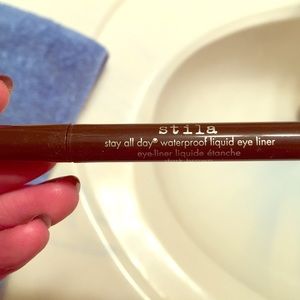 stila
stay all day® waterproof liquid eye liner
eye-liner liquide étanche